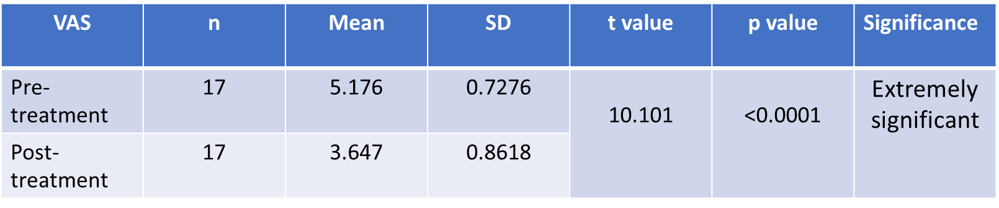 VAS n Mean SD t value p value Significance
Pre-
treatment 17 5.176 0.7276 10.101 <0.0001 Extremely
significant
Post-
treatment 17 3.647 0.8618